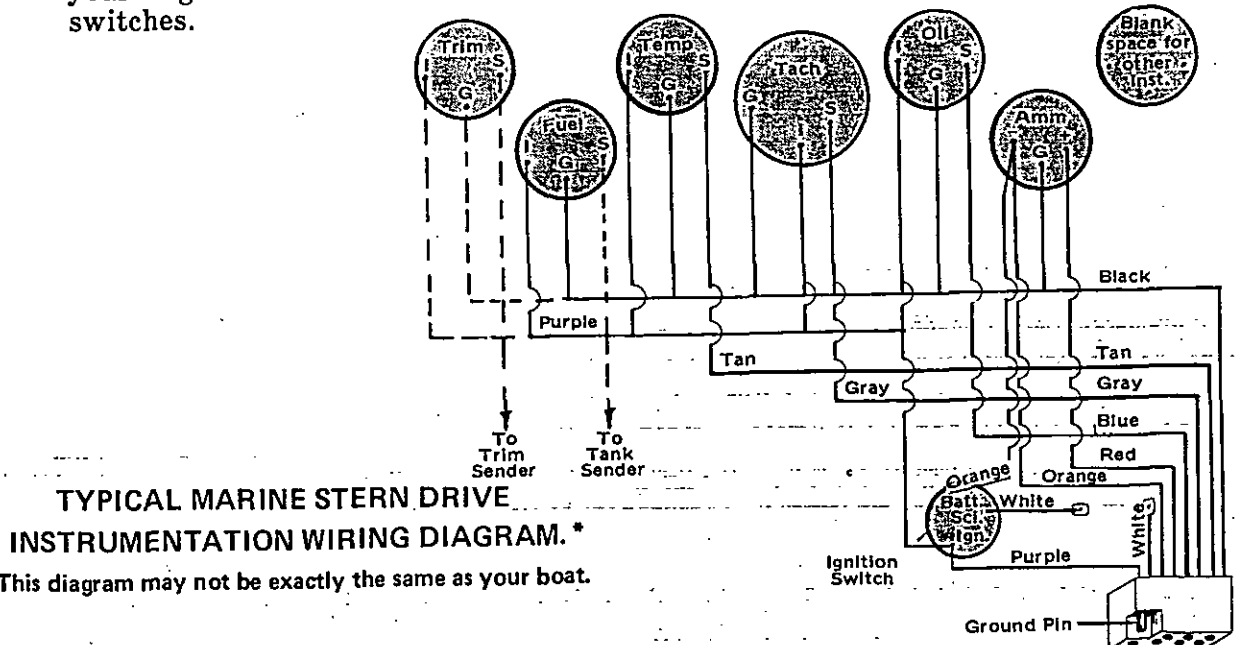 switches.
Trim
I
S
G
Fuel
I
S
G
Temp
I
S
G
Tach
G
I
S
Oil
I
S
G
Amm
-
+
G
Blank
space for
other
Inst.
Black
Purple
Tan
Tan
Gray
Gray
Blue
Red
Orange
Orange
To
Trim
Sender
To
Tank
Sender
Batt.
Sol.
Ign.
White
White
Ignition
Switch
Purple
Ground Pin
TYPICAL MARINE STERN DRIVE
INSTRUMENTATION WIRING DIAGRAM.*
This diagram may not be exactly the same as your boat.